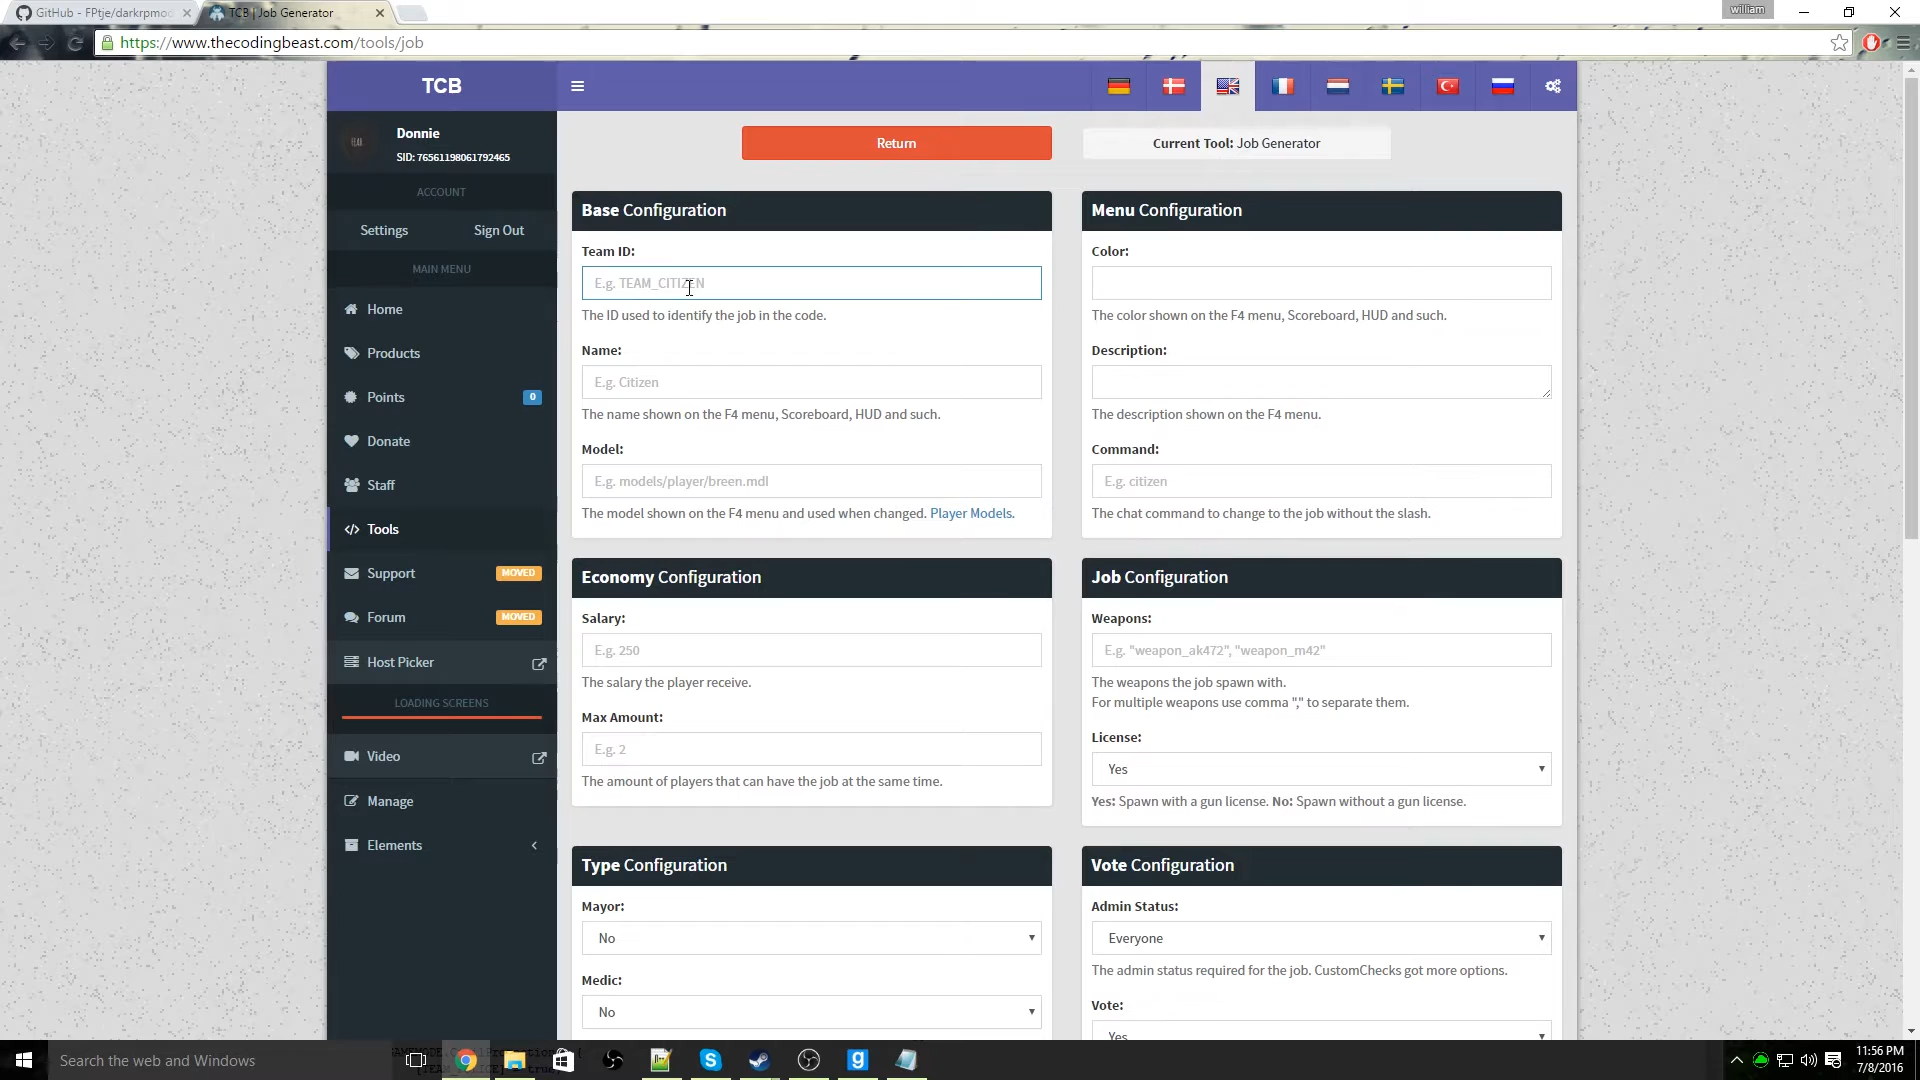 GitHub - FPtje/darkrpmod
TCB | Job Generator
william
https://www.thecodingbeast.com/tools/job
TCB
Donnie
SID: 76561198061792465
ACCOUNT
Settings
Sign Out
MAIN MENU
Home
Products
Points
0
Donate
Staff
Tools
Support
MOVED
Forum
MOVED
Host Picker
LOADING SCREENS
Video
Manage
Elements
Return
Current Tool: Job Generator
Base Configuration
Team ID:
E.g. TEAM_CITIZEN
The ID used to identify the job in the code.
Name:
E.g. Citizen
The name shown on the F4 menu, Scoreboard, HUD and such.
Model:
E.g. models/player/breen.mdl
The model shown on the F4 menu and used when changed. Player Models.
Menu Configuration
Color:
The color shown on the F4 menu, Scoreboard, HUD and such.
Description:
The description shown on the F4 menu.
Command:
E.g. citizen
The chat command to change to the job without the slash.
Economy Configuration
Salary:
E.g. 250
The salary the player receive.
Max Amount:
E.g. 2
The amount of players that can have the job at the same time.
Job Configuration
Weapons:
E.g. "weapon_ak472", "weapon_m42"
The weapons the job spawn with.
For multiple weapons use comma "," to separate them.
License:
Yes
Yes: Spawn with a gun license. No: Spawn without a gun license.
Type Configuration
Mayor:
No
Medic:
No
Vote Configuration
Admin Status:
Everyone
The admin status required for the job. CustomChecks got more options.
Vote:
Yes
Search the web and Windows
11:56 PM
7/8/2016